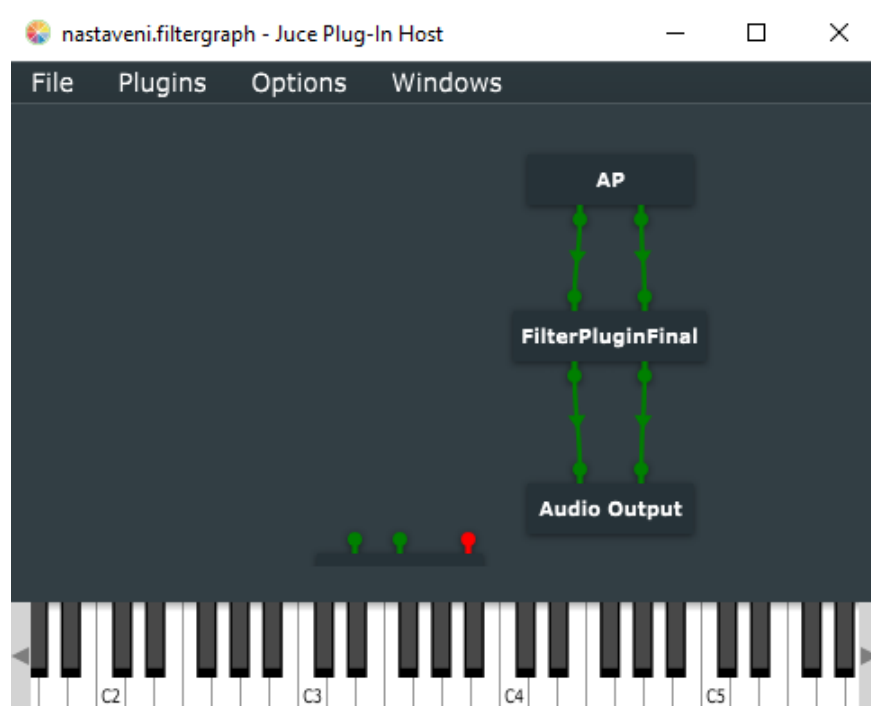 nastaveni.filtergraph - Juce Plug-In Host
File Plugins Options Windows
AP
FilterPluginFinal
Audio Output
C2 C3 C4 C5